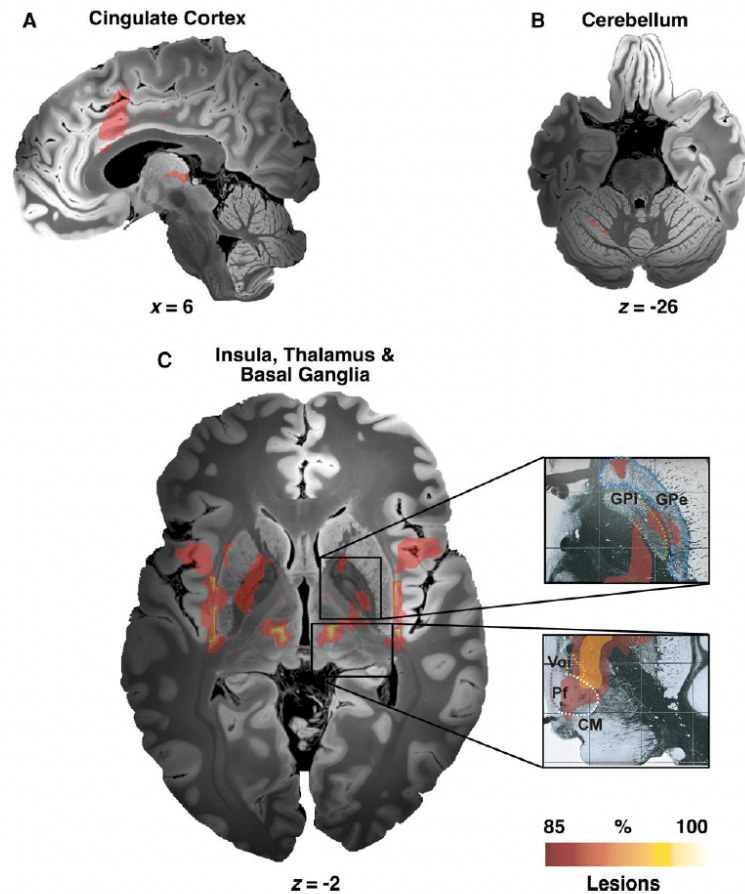 A
Cingulate Cortex
x = 6
B
Cerebellum
z = -26
C
Insula, Thalamus &
Basal Ganglia
GPi
GPe
Voi
Pf
CM
85 % 100
Lesions
z = -2